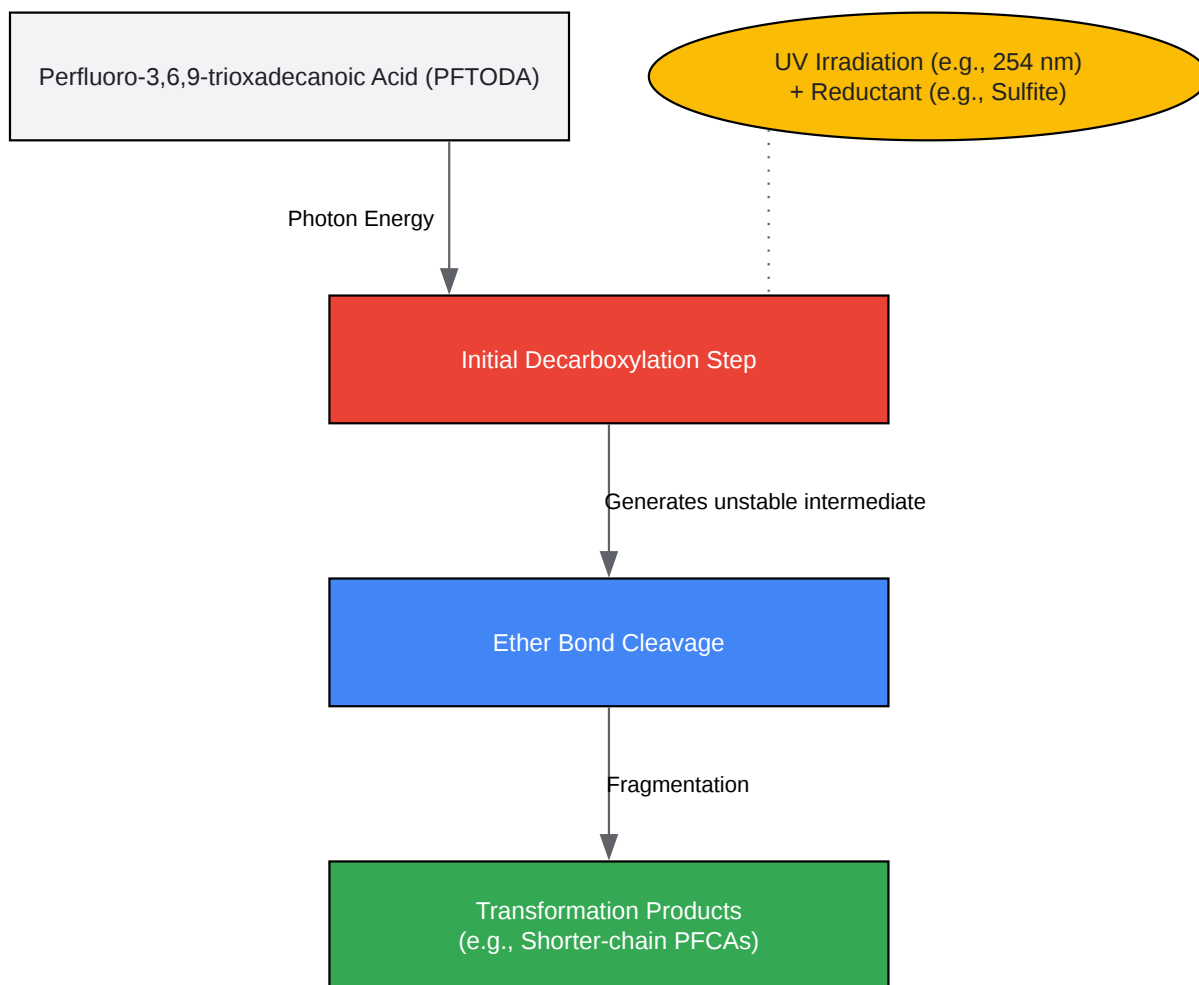 Perfluoro-3,6,9-trioxadecanoic Acid (PFTODA)
UV Irradiation (e.g., 254 nm)
+ Reductant (e.g., Sulfite)
Photon Energy
Initial Decarboxylation Step
Generates unstable intermediate
Ether Bond Cleavage
Fragmentation
Transformation Products
(e.g., Shorter-chain PFCAs)